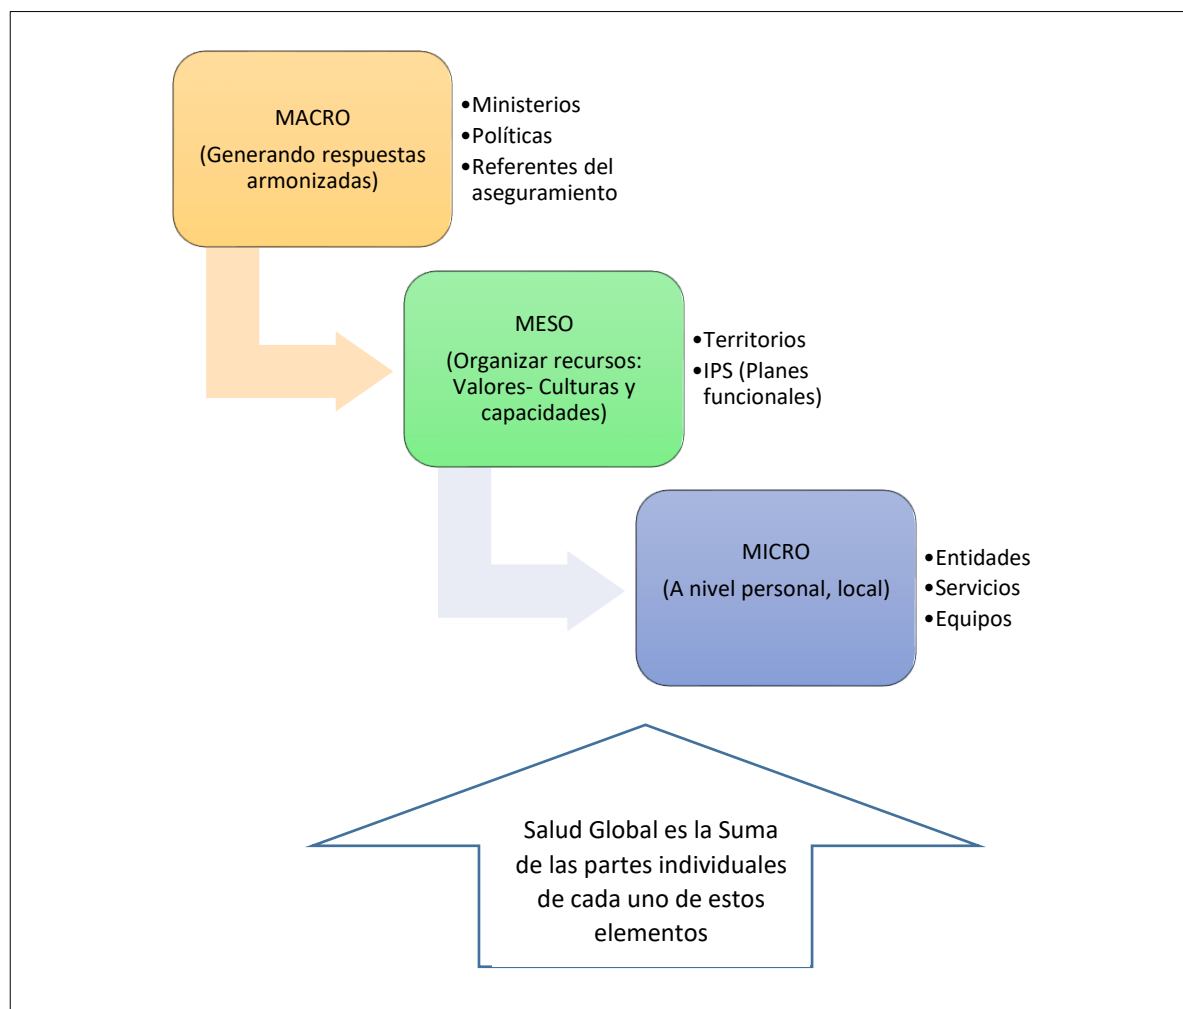 MACRO
(Generando respuestas
armonizadas)
•Ministerios
•Políticas
•Referentes del
aseguramiento
MESO
(Organizar recursos:
Valores- Culturas y
capacidades)
•Territorios
•IPS (Planes
funcionales)
MICRO
(A nivel personal, local)
•Entidades
•Servicios
•Equipos
Salud Global es la Suma
de las partes individuales
de cada uno de estos
elementos